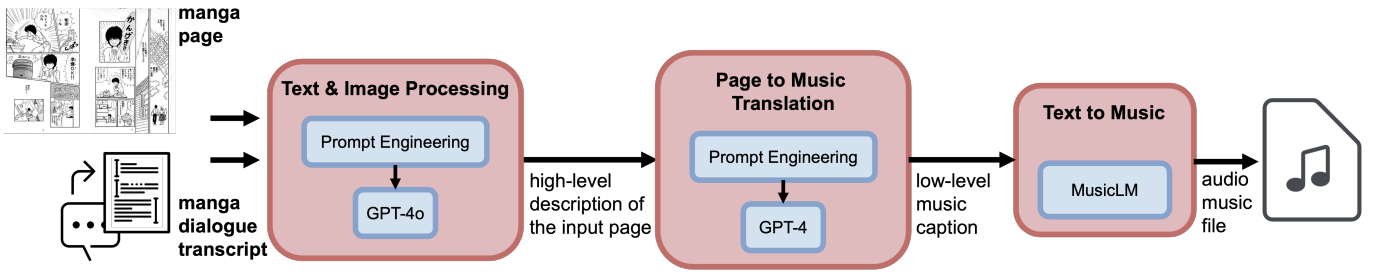 manga
page
manga
dialogue
transcript
Text & Image Processing
Prompt Engineering
GPT-4o
high-level
description of
the input page
Page to Music
Translation
Prompt Engineering
GPT-4
low-level
music
caption
Text to Music
MusicLM
audio
music
file